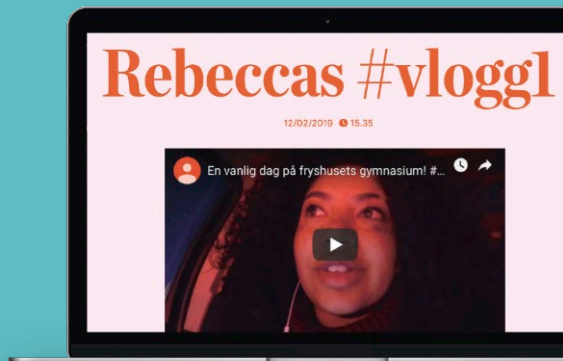 Rebeccas #vlogg1
12/02/2019 15.35
En vanlig dag på fryshusets gymnasium! #...